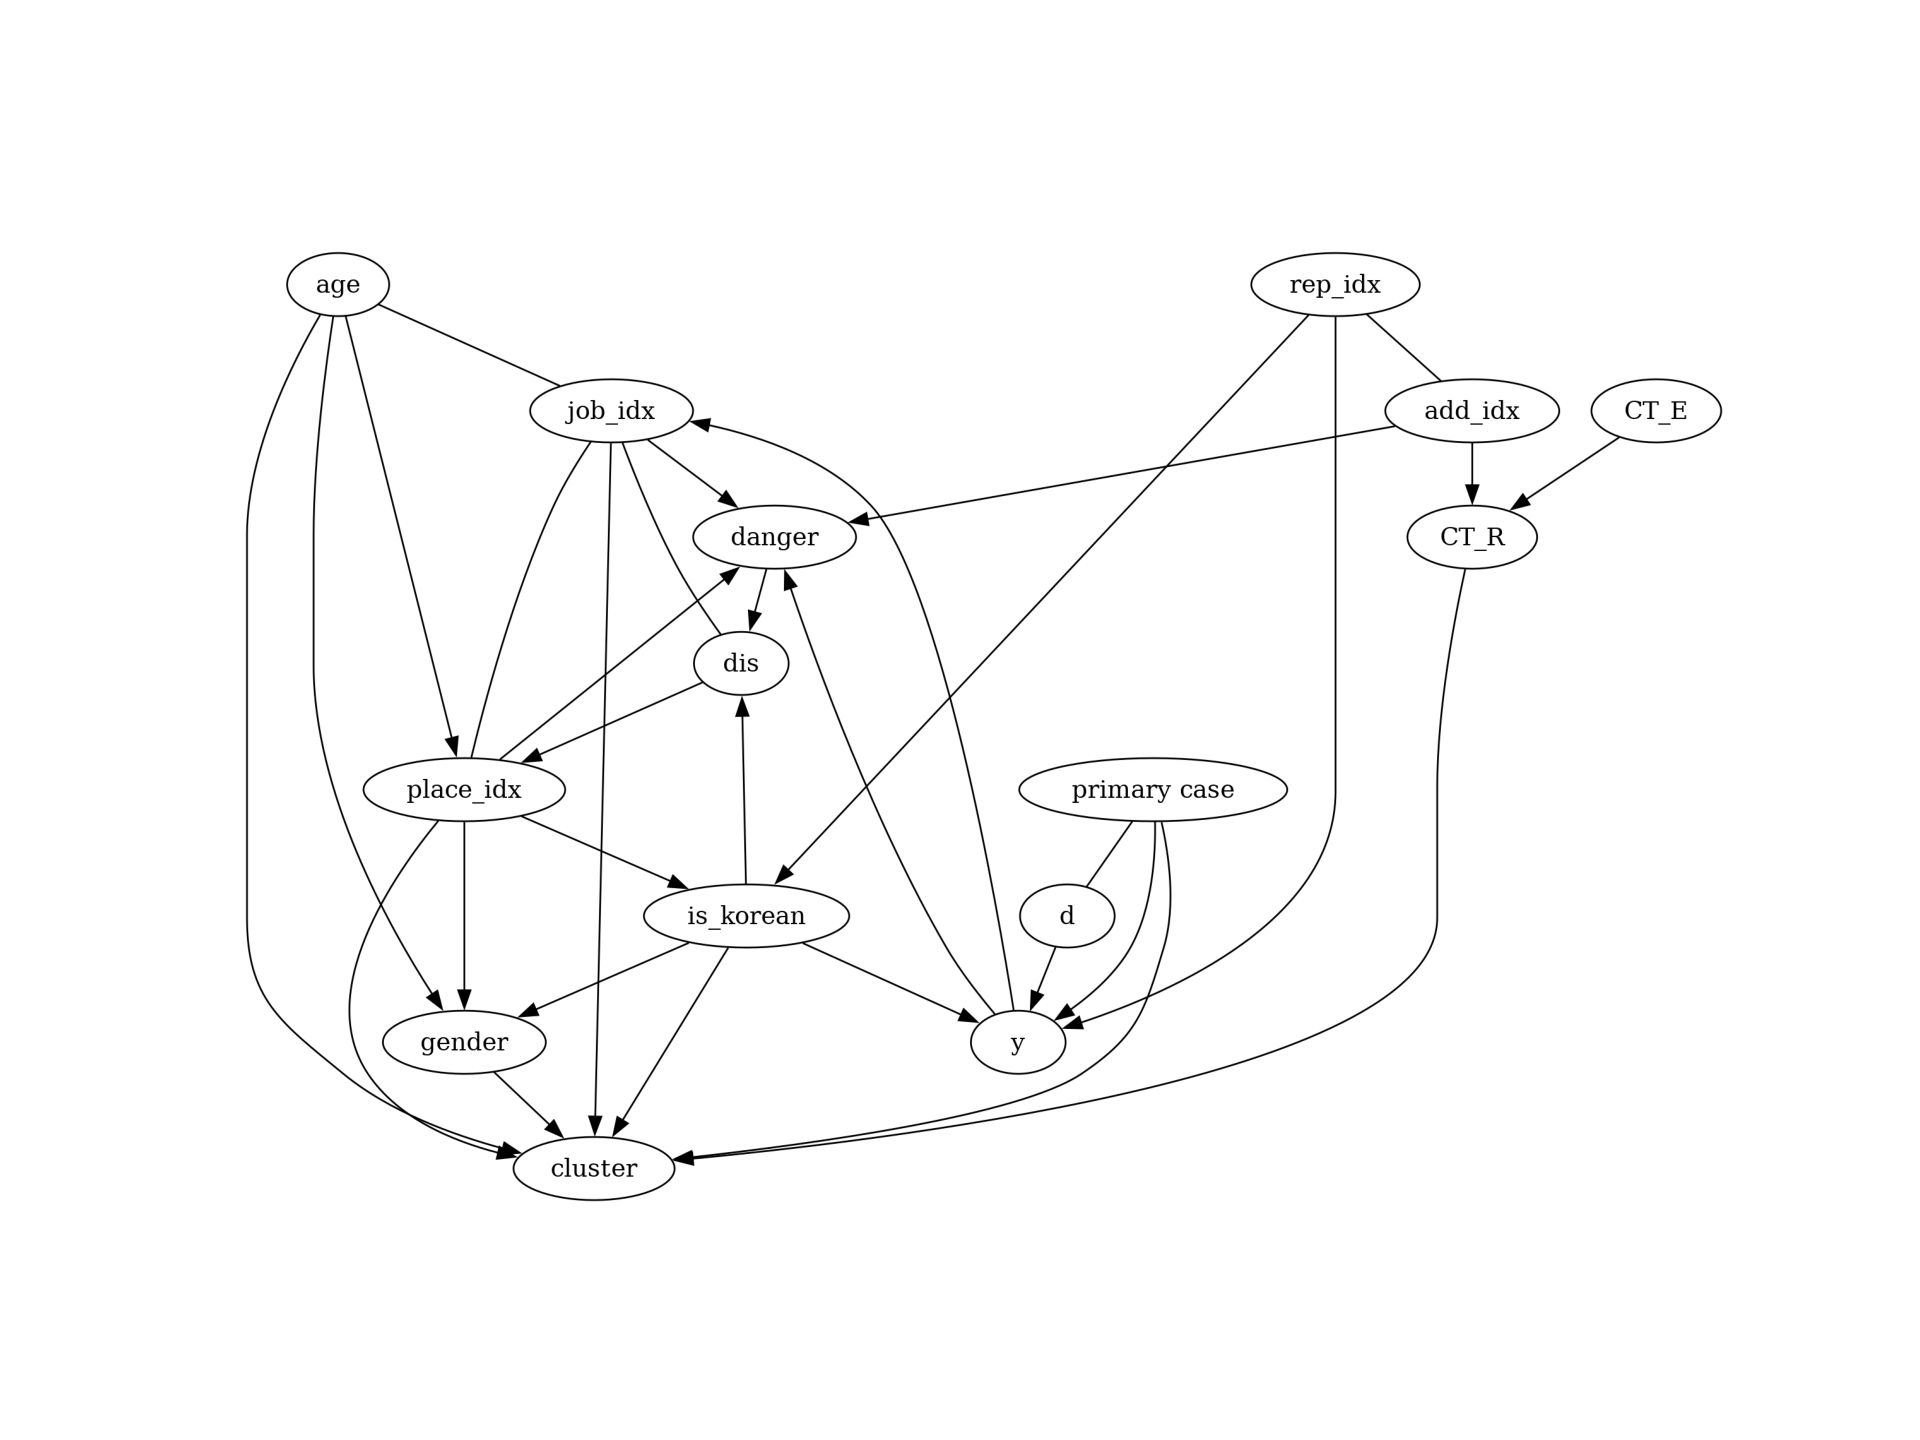 age
rep_idx
job_idx
add_idx
CT_E
danger
CT_R
dis
place_idx
primary case
is_korean
d
gender
y
cluster